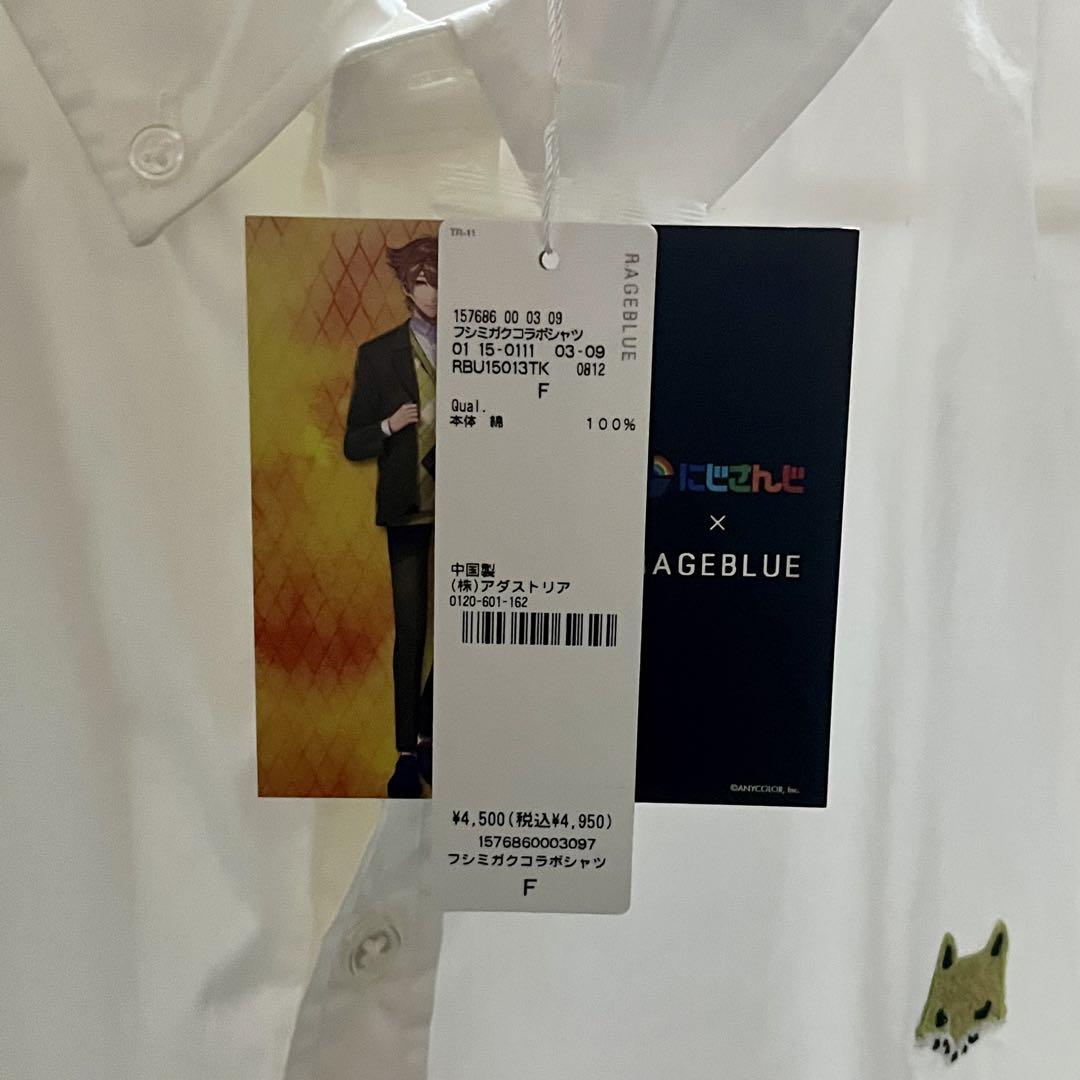 TR-11
RAGEBLUE
157686 00 03 09
フシミガクコラボシャツ
01 15-0111 03-09
RBU15013TK 0812
F
Qual.
本体 綿 100%
中国製
(株)アダストリア
0120-601-162
¥4,500(税込¥4,950)
1576860003097
フシミガクコラボシャツ
F
にじさんじ
×
AGEBLUE
©ANYCOLOR, Inc.